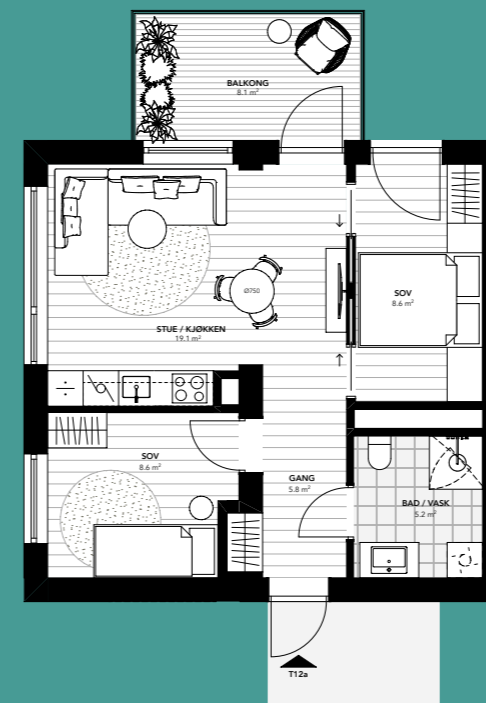 BALKONG
8.1 m²
SOV
8.6 m²
Ø750
STUE / KJØKKEN
19.1 m²
SOV
8.6 m²
GANG
5.8 m²
BAD / VASK
5.2 m²
T12a